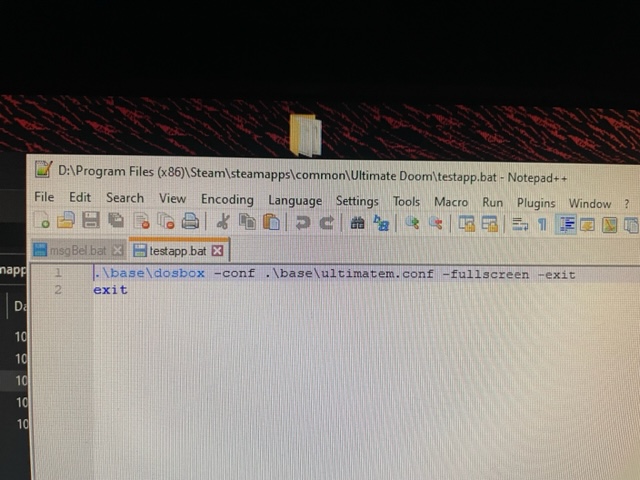 D:\Program Files (x86)\Steam\steamapps\common\Ultimate Doom\testapp.bat - Notepad++
File Edit Search View Encoding Language Settings Tools Macro Run Plugins Window ?
msgBel.bat testapp.bat
1 .\base\dosbox -conf .\base\ultimatem.conf -fullscreen -exit
2 exit
mapp
Da
10
10
10
10
10